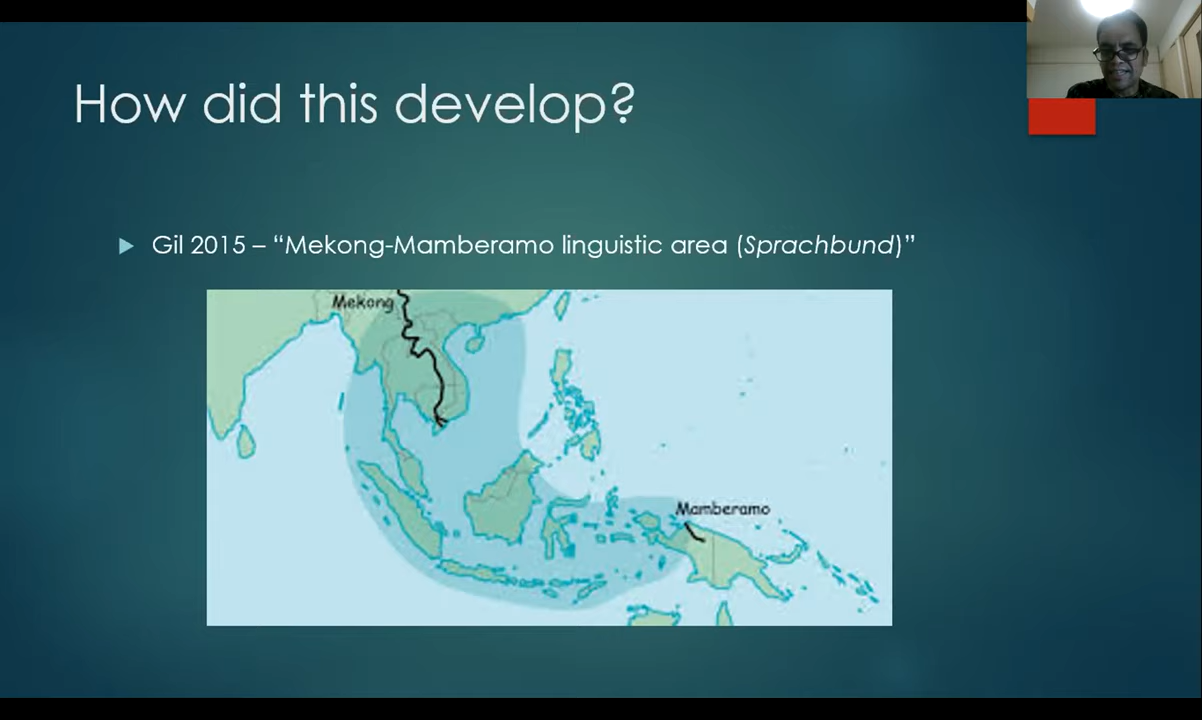 How did this develop?
Gil 2015 – “Mekong-Mamberamo linguistic area (Sprachbund)”
Mekong
Mamberamo